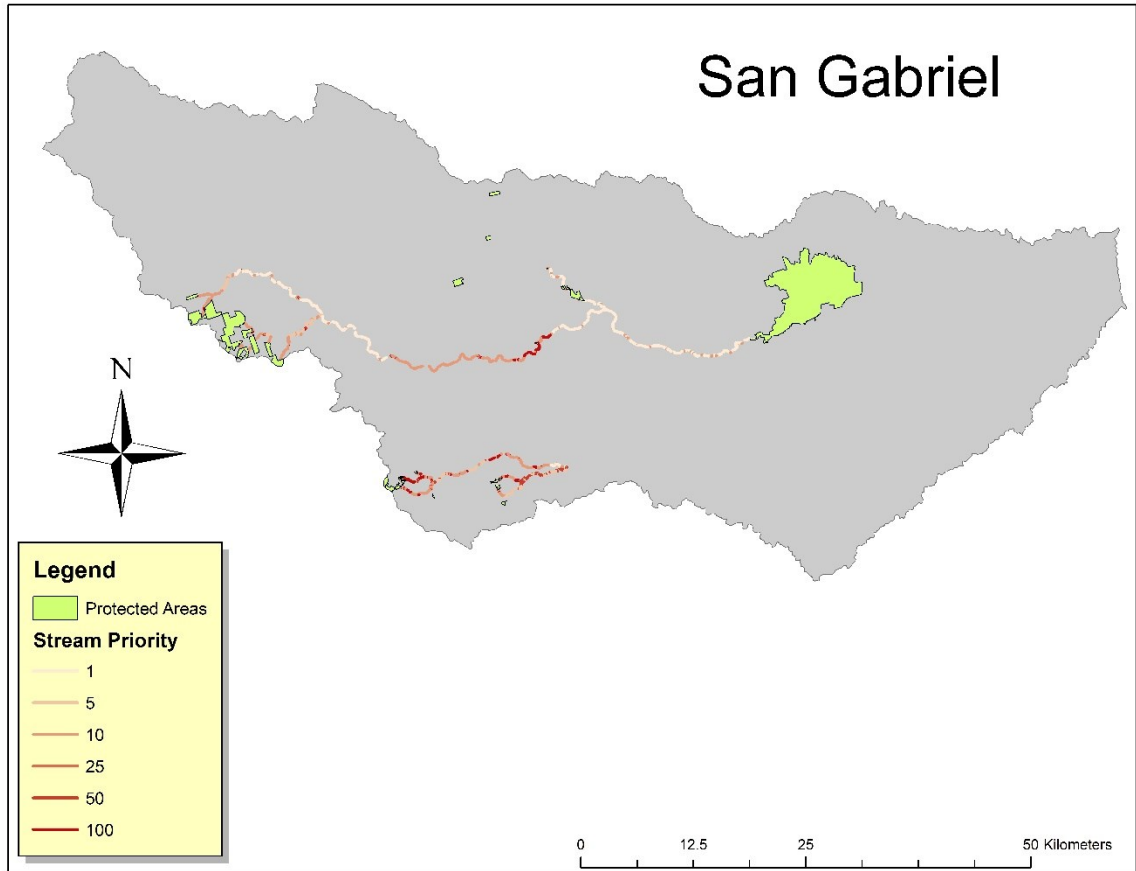 San Gabriel
N
Legend
Protected Areas
Stream Priority
1
5
10
25
50
100
0 12.5 25 50 Kilometers